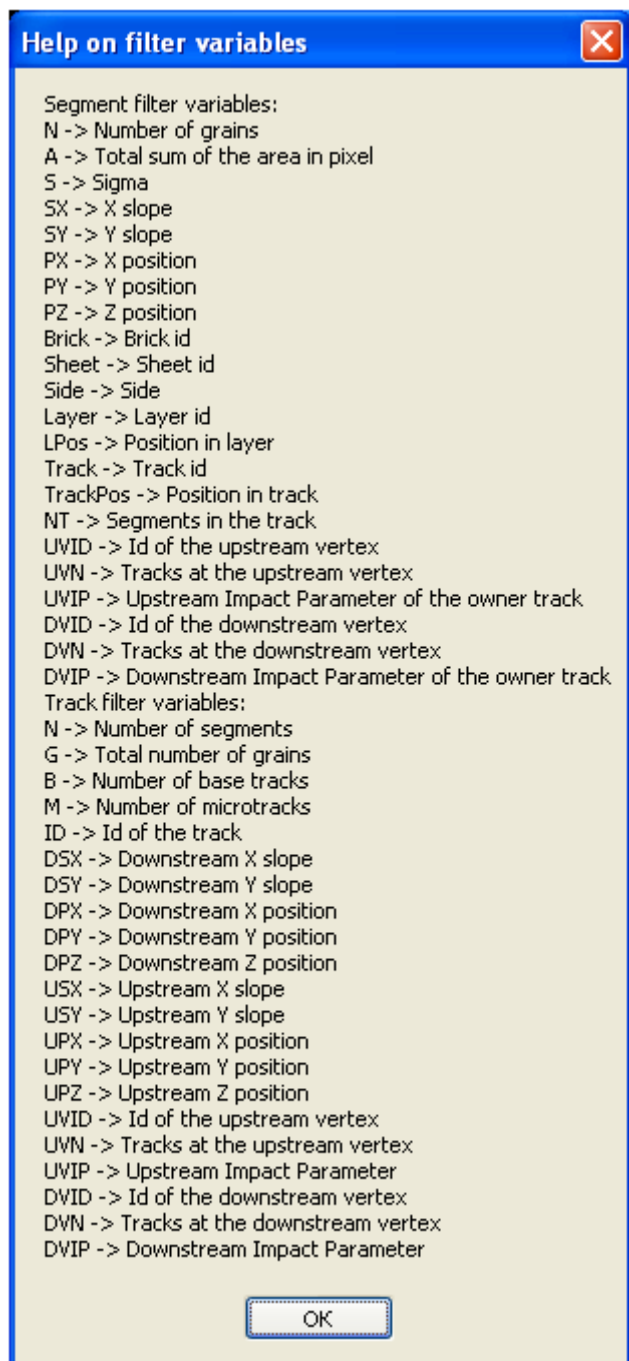 Help on filter variables
Segment filter variables:
N -> Number of grains
A -> Total sum of the area in pixel
S -> Sigma
SX -> X slope
SY -> Y slope
PX -> X position
PY -> Y position
PZ -> Z position
Brick -> Brick id
Sheet -> Sheet id
Side -> Side
Layer -> Layer id
LPos -> Position in layer
Track -> Track id
TrackPos -> Position in track
NT -> Segments in the track
UVID -> Id of the upstream vertex
UVN -> Tracks at the upstream vertex
UVIP -> Upstream Impact Parameter of the owner track
DVID -> Id of the downstream vertex
DVN -> Tracks at the downstream vertex
DVIP -> Downstream Impact Parameter of the owner track
Track filter variables:
N -> Number of segments
G -> Total number of grains
B -> Number of base tracks
M -> Number of microtracks
ID -> Id of the track
DSX -> Downstream X slope
DSY -> Downstream Y slope
DPX -> Downstream X position
DPY -> Downstream Y position
DPZ -> Downstream Z position
USX -> Upstream X slope
USY -> Upstream Y slope
UPX -> Upstream X position
UPY -> Upstream Y position
UPZ -> Upstream Z position
UVID -> Id of the upstream vertex
UVN -> Tracks at the upstream vertex
UVIP -> Upstream Impact Parameter
DVID -> Id of the downstream vertex
DVN -> Tracks at the downstream vertex
DVIP -> Downstream Impact Parameter
OK